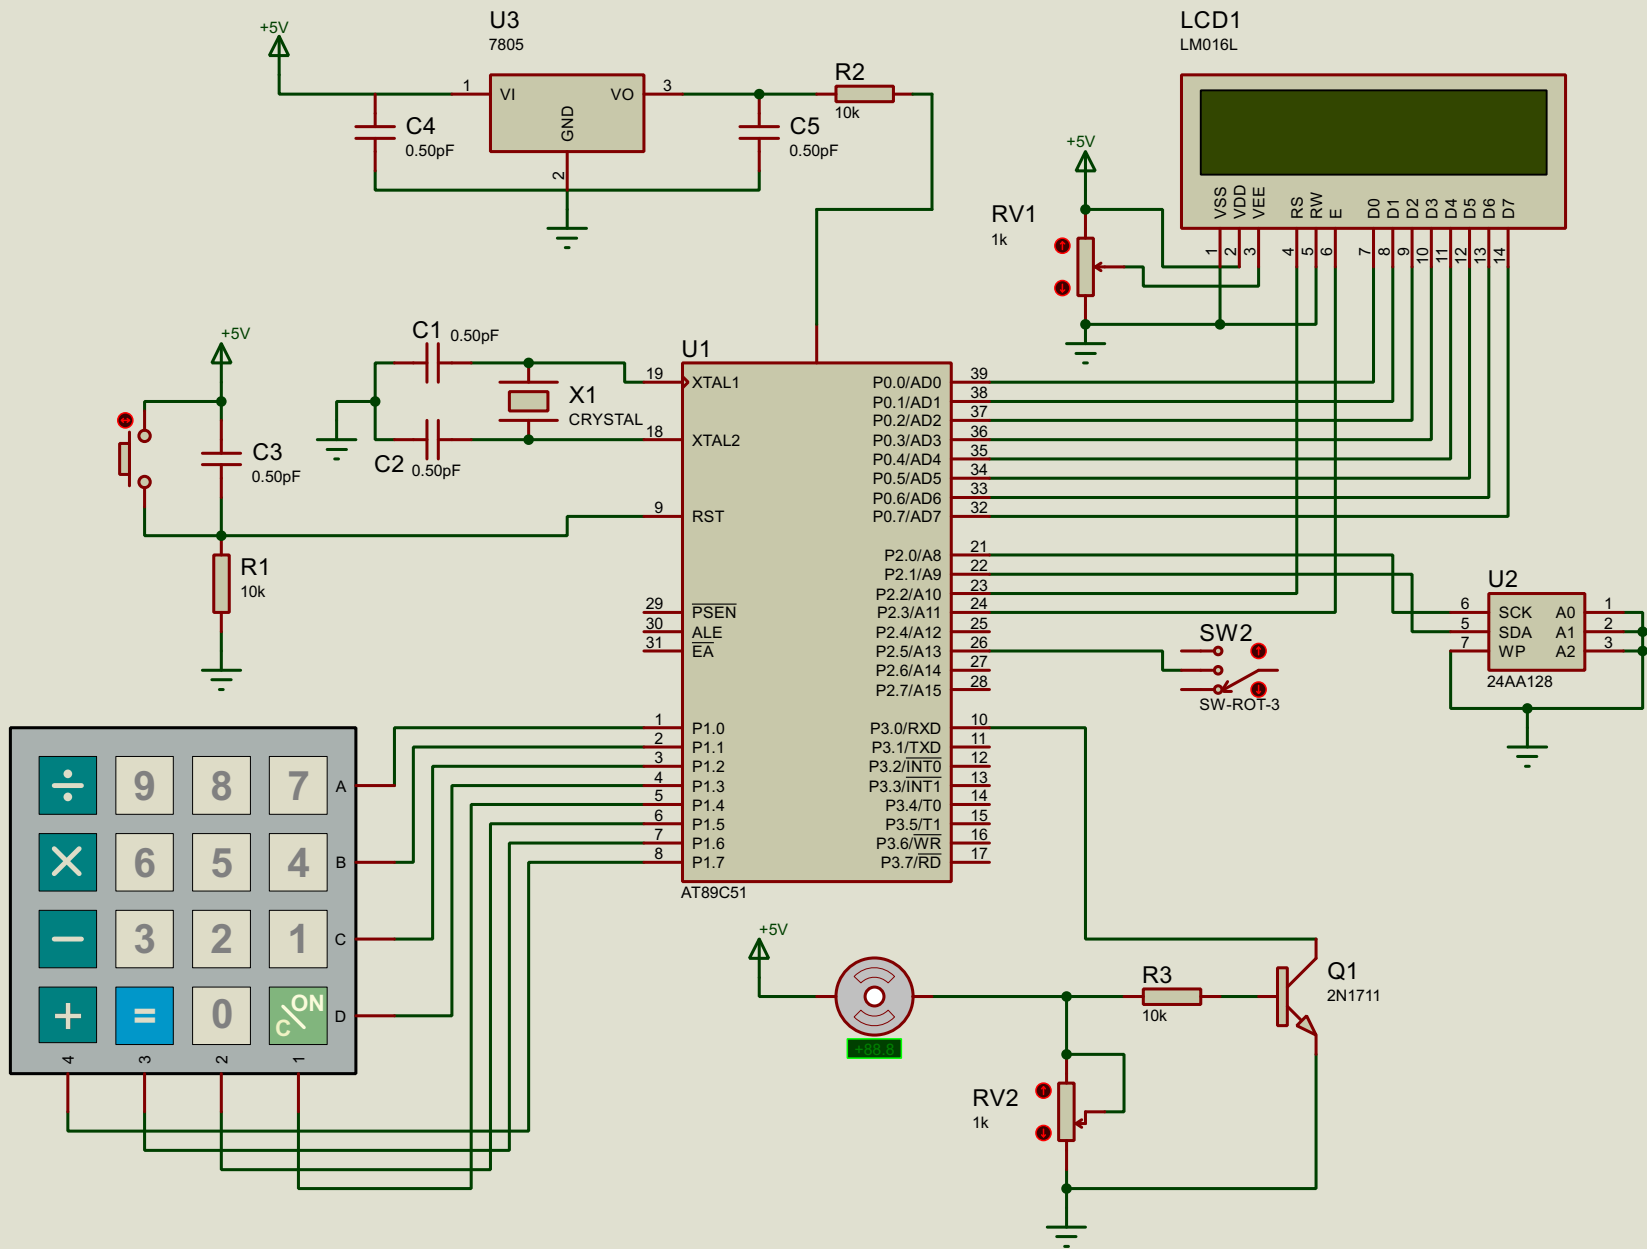 +5V
U3
7805
1
VI
VO
3
GND
2
C4
0.50pF
C5
0.50pF
R2
10k
LCD1
LM016L
VSS
VDD
VEE
RS
RW
E
D0
D1
D2
D3
D4
D5
D6
D7
1
2
3
4
5
6
7
8
9
10
11
12
13
14
+5V
RV1
1k
+5V
C3
0.50pF
R1
10k
C1
0.50pF
X1
CRYSTAL
C2
0.50pF
U1
19
XTAL1
18
XTAL2
9
RST
29
PSEN
30
ALE
31
EA
1
P1.0
2
P1.1
3
P1.2
4
P1.3
5
P1.4
6
P1.5
7
P1.6
8
P1.7
P0.0/AD0
39
P0.1/AD1
38
P0.2/AD2
37
P0.3/AD3
36
P0.4/AD4
35
P0.5/AD5
34
P0.6/AD6
33
P0.7/AD7
32
P2.0/A8
21
P2.1/A9
22
P2.2/A10
23
P2.3/A11
24
P2.4/A12
25
P2.5/A13
26
P2.6/A14
27
P2.7/A15
28
P3.0/RXD
10
P3.1/TXD
11
P3.2/INT0
12
P3.3/INT1
13
P3.4/T0
14
P3.5/T1
15
P3.6/WR
16
P3.7/RD
17
AT89C51
SW2
SW-ROT-3
U2
6
SCK
A0
1
5
SDA
A1
2
7
WP
A2
3
24AA128
÷
9
8
7
A
×
6
5
4
B
−
3
2
1
C
+
=
0
ON
C
D
4
3
2
1
+5V
+88.8
R3
10k
Q1
2N1711
RV2
1k